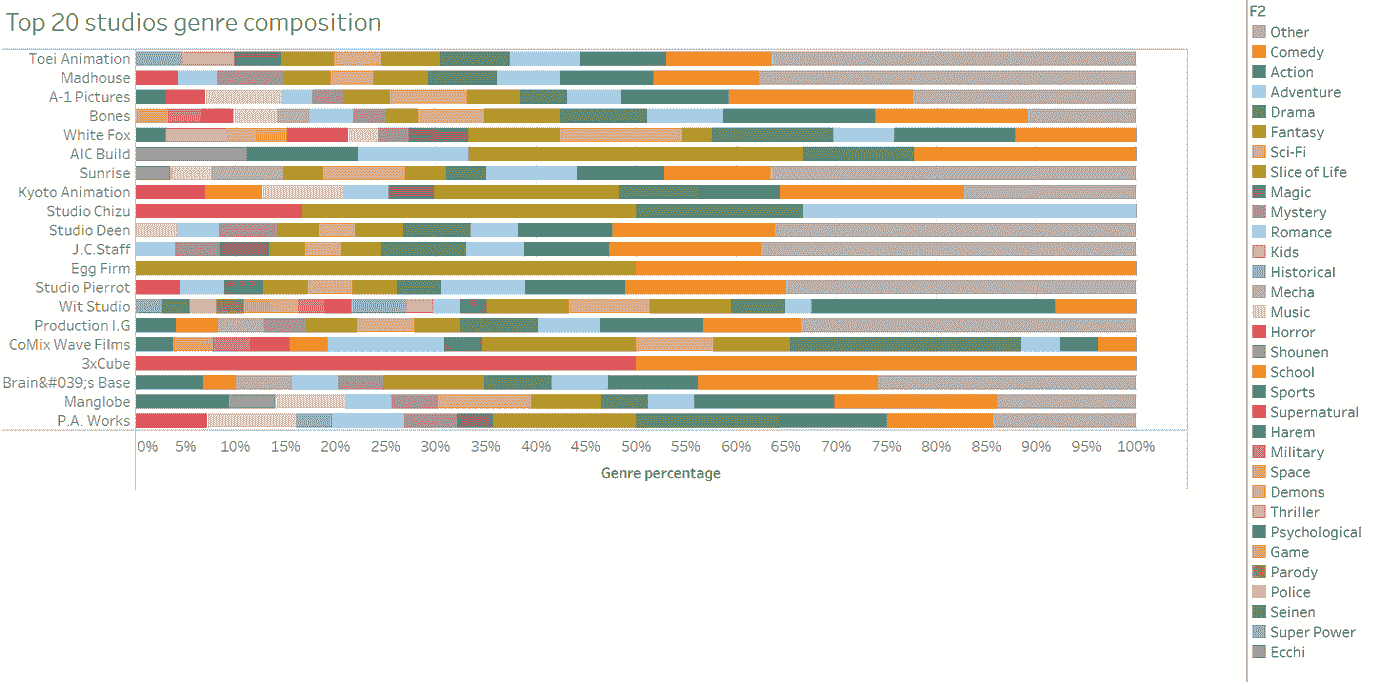 Top 20 studios genre composition
Toei Animation
Madhouse
A-1 Pictures
Bones
White Fox
AIC Build
Sunrise
Kyoto Animation
Studio Chizu
Studio Deen
J.C.Staff
Egg Firm
Studio Pierrot
Wit Studio
Production I.G
CoMix Wave Films
3xCube
Brain&#039;s Base
Manglobe
P.A. Works
0% 5% 10% 15% 20% 25% 30% 35% 40% 45% 50% 55% 60% 65% 70% 75% 80% 85% 90% 95% 100%
Genre percentage
F2
Other
Comedy
Action
Adventure
Drama
Fantasy
Sci-Fi
Slice of Life
Magic
Mystery
Romance
Kids
Historical
Mecha
Music
Horror
Shounen
School
Sports
Supernatural
Harem
Military
Space
Demons
Thriller
Psychological
Game
Parody
Police
Seinen
Super Power
Ecchi